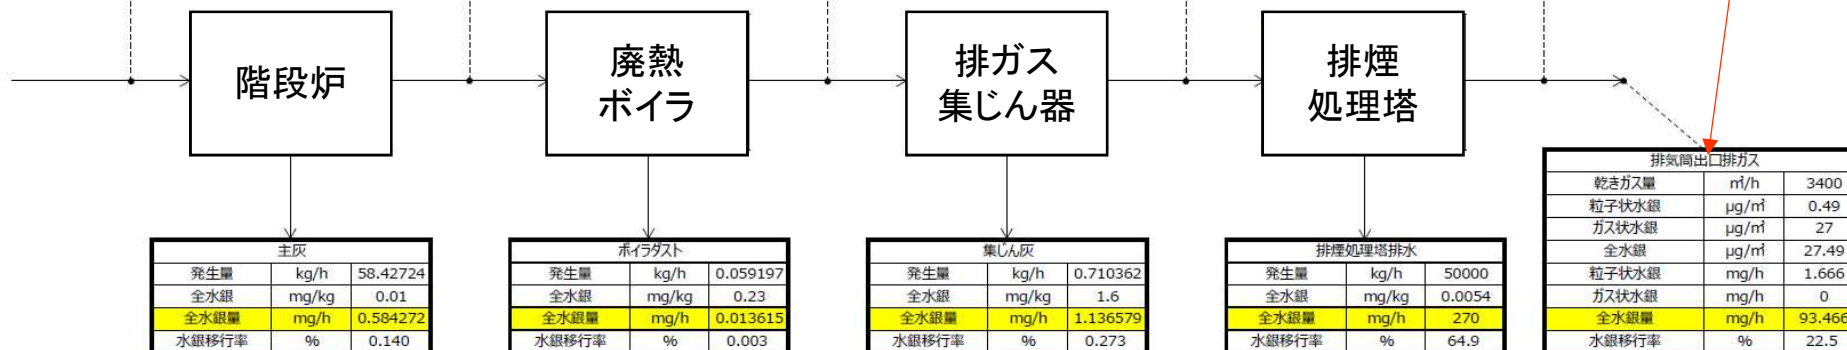 階段炉
廃熱
ボイラ
排ガス
集じん器
排煙
処理塔
主灰
発生量 kg/h 58.42724
全水銀 mg/kg 0.01
全水銀量 mg/h 0.584272
水銀移行率 % 0.140
ボイラダスト
発生量 kg/h 0.059197
全水銀 mg/kg 0.23
全水銀量 mg/h 0.013615
水銀移行率 % 0.003
集じん灰
発生量 kg/h 0.710362
全水銀 mg/kg 1.6
全水銀量 mg/h 1.136579
水銀移行率 % 0.273
排煙処理塔排水
発生量 kg/h 50000
全水銀 mg/kg 0.0054
全水銀量 mg/h 270
水銀移行率 % 64.9
排気筒出口排ガス
乾きガス量 ㎥/h 3400
粒子状水銀 μg/㎥ 0.49
ガス状水銀 μg/㎥ 27
全水銀 μg/㎥ 27.49
粒子状水銀 mg/h 1.666
ガス状水銀 mg/h 0
全水銀量 mg/h 93.466
水銀移行率 % 22.5